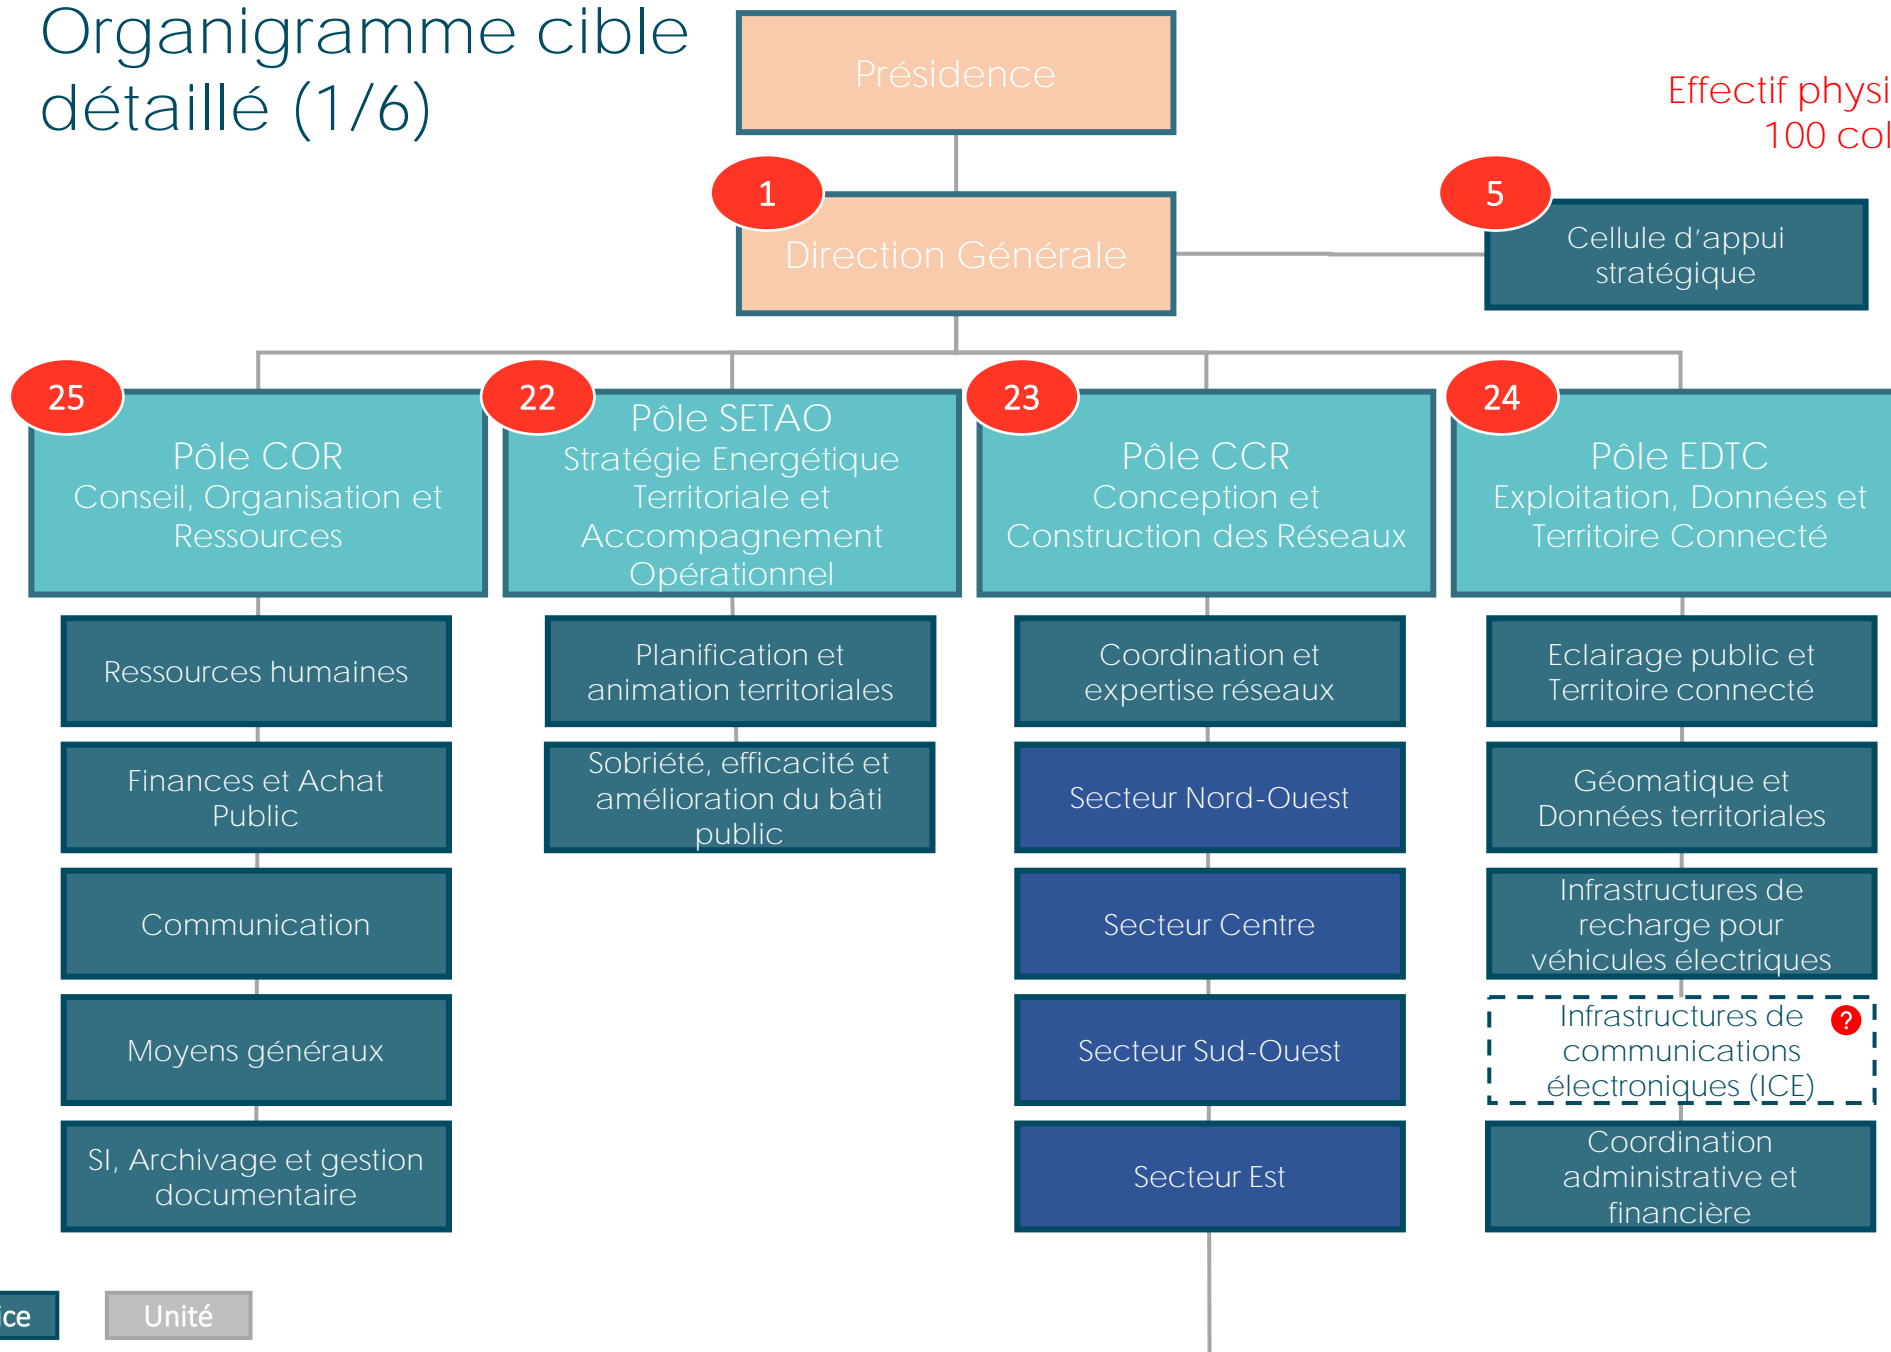 Organigramme cible
détaillé (1/6)
Présidence
Effectif physi
100 col
1
Direction Générale
5
Cellule d'appui
stratégique
25
Pôle COR
Conseil, Organisation et
Ressources
22
Pôle SETAO
Stratégie Energétique
Territoriale et
Accompagnement
Opérationnel
23
Pôle CCR
Conception et
Construction des Réseaux
24
Pôle EDTC
Exploitation, Données et
Territoire Connecté
Ressources humaines
Finances et Achat
Public
Communication
Moyens généraux
SI, Archivage et gestion
documentaire
Planification et
animation territoriales
Sobriété, efficacité et
amélioration du bâti
public
Coordination et
expertise réseaux
Secteur Nord-Ouest
Secteur Centre
Secteur Sud-Ouest
Secteur Est
Eclairage public et
Territoire connecté
Géomatique et
Données territoriales
Infrastructures de
recharge pour
véhicules électriques
Infrastructures de
communications
électroniques (ICE)
?
Coordination
administrative et
financière
ice
Unité